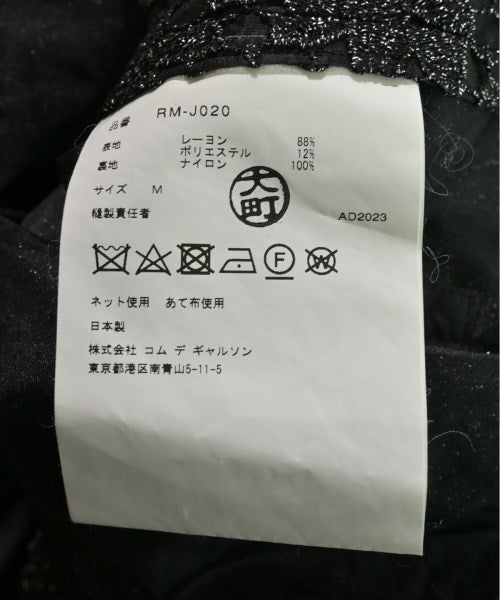 品番 RM-J020
表地 レーヨン 88%
ポリエステル 12%
裏地 ナイロン 100%
サイズ M
縫製責任者 大町 AD2023
F W
ネット使用 あて布使用
日本製
株式会社 コム デ ギャルソン
東京都港区南青山5-11-5